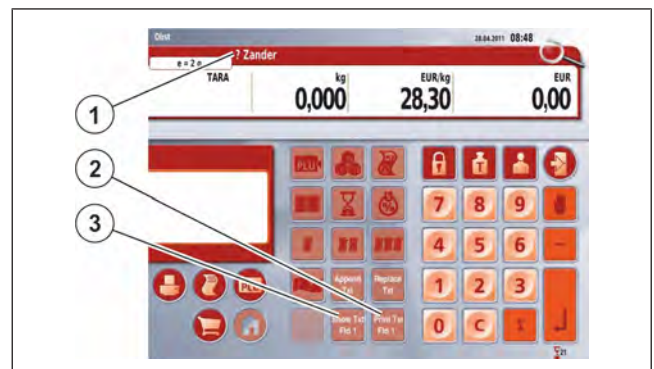 Dlist 28.04.2011 08:48
? Zander
e = 2
TARA kg EUR/kg EUR
0,000 28,30 0,00
1
2
3
PLU
T
7 8 9
4 5 6 -
Append Replace
Txt Txt
PLU
1 2 3
Show Txt Print Txt
Fld 1 Fld 1
0 C Σ
21